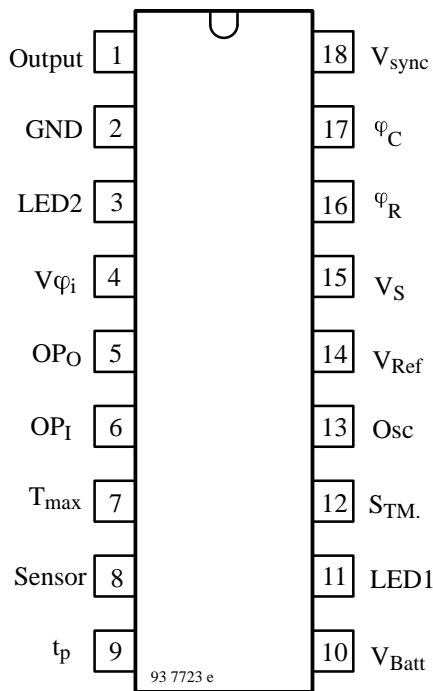 Output 1 18 Vsync
GND 2 17 φC
LED2 3 16 φR
Vφi 4 15 VS
OPO 5 14 VRef
OPI 6 13 Osc
Tmax 7 12 STM.
Sensor 8 11 LED1
tp 9 10 VBatt
93 7723 e